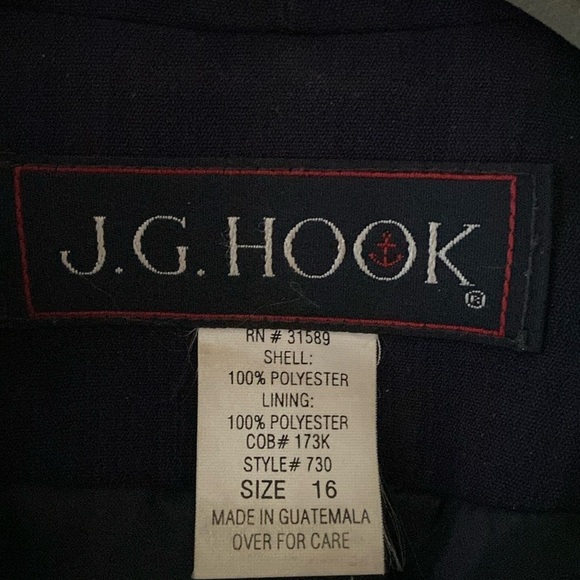 J.G. HOOK
®
RN # 31589
SHELL:
100% POLYESTER
LINING:
100% POLYESTER
COB# 173K
STYLE# 730
SIZE 16
MADE IN GUATEMALA
OVER FOR CARE